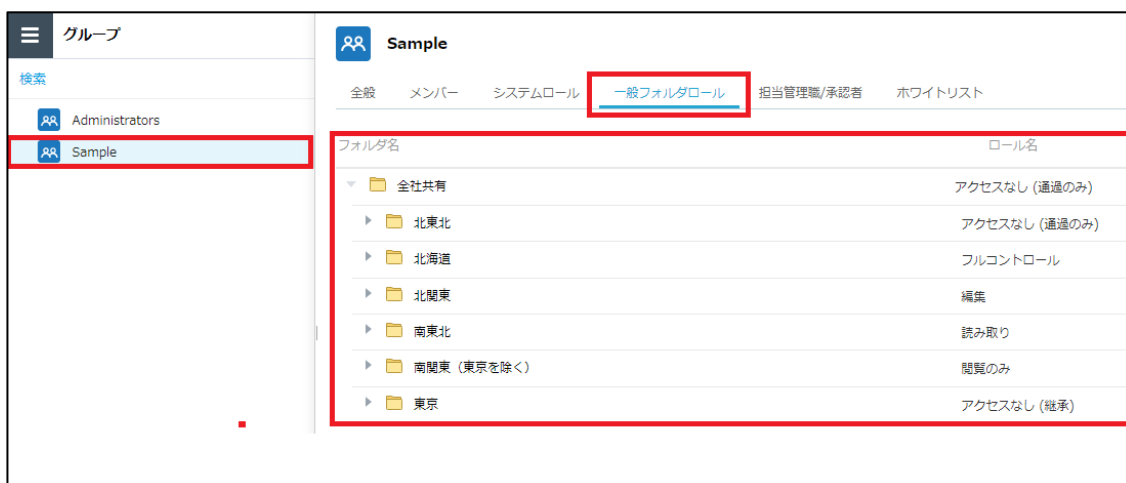 グループ
検索
Administrators
Sample
Sample
全般 メンバー システムロール 一般フォルダロール 担当管理職/承認者 ホワイトリスト
フォルダ名 ロール名
全社共有 アクセスなし (通過のみ)
北東北 アクセスなし (通過のみ)
北海道 フルコントロール
北関東 編集
南東北 読み取り
南関東（東京を除く）閲覧のみ
東京 アクセスなし (継承)